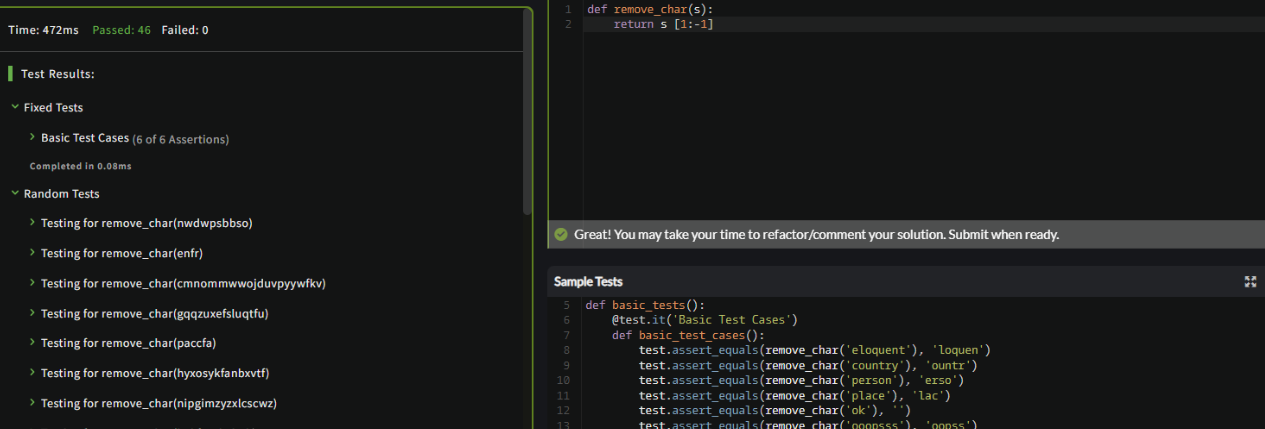 Time: 472ms Passed: 46 Failed: 0
Test Results:
Fixed Tests
Basic Test Cases (6 of 6 Assertions)
Completed in 0.08ms
Random Tests
Testing for remove_char(nwdwpsbbso)
Testing for remove_char(enfr)
Testing for remove_char(cmnommwwojduvpyywfkv)
Testing for remove_char(gqqzuxefsluqtfu)
Testing for remove_char(paccfa)
Testing for remove_char(hyxosykfanbxvtf)
Testing for remove_char(nipgimzyzxlcscwz)
1 def remove_char(s):
2 return s [1:-1]
Great! You may take your time to refactor/comment your solution. Submit when ready.
Sample Tests
5 def basic_tests():
6 @test.it('Basic Test Cases')
7 def basic_test_cases():
8 test.assert_equals(remove_char('eloquent'), 'loquen')
9 test.assert_equals(remove_char('country'), 'ountr')
10 test.assert_equals(remove_char('person'), 'erso')
11 test.assert_equals(remove_char('place'), 'lac')
12 test.assert_equals(remove_char('ok'), '')
13 test.assert_equals(remove_char('ooopsss'), 'oopss')